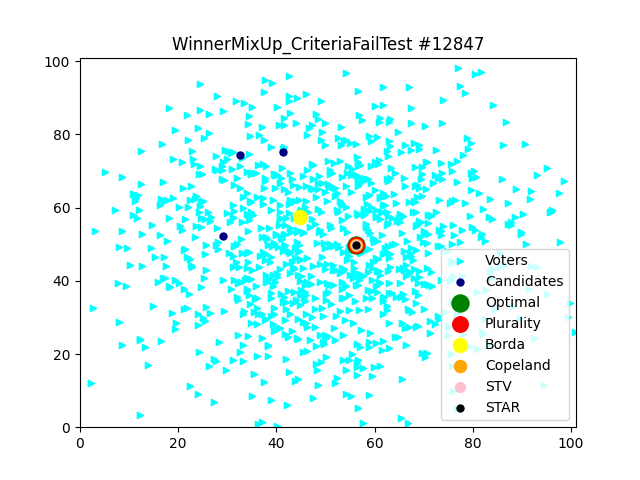 WinnerMixUp_CriteriaFailTest #12847
100
80
60
40
20
0
0 20 40 60 80 100
Voters
Candidates
Optimal
Plurality
Borda
Copeland
STV
STAR